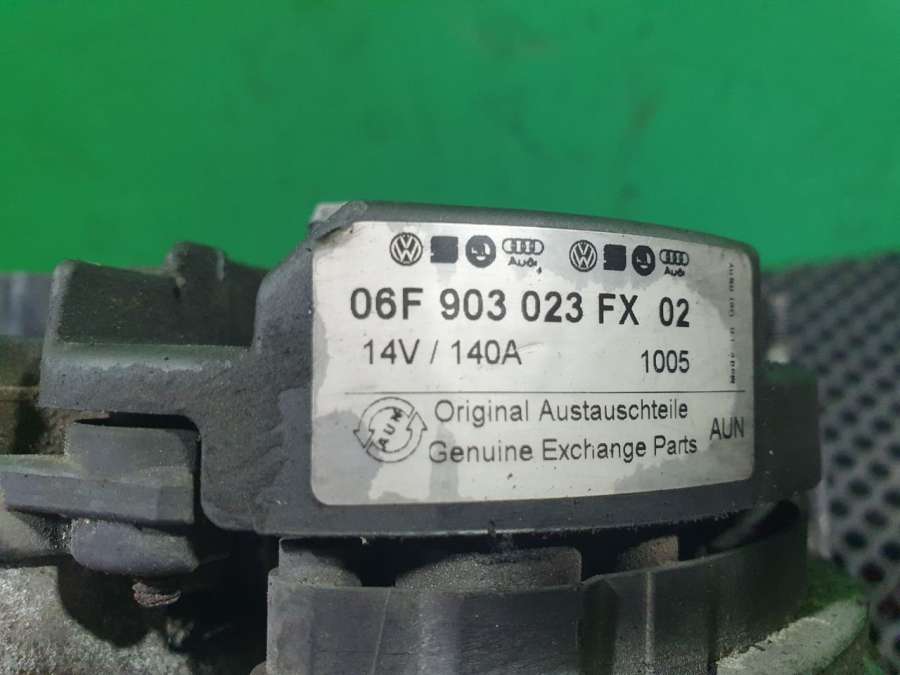 Audi Audi
06F 903 023 FX 02
14V / 140A 1005
AUN
Original Austauschteile
Genuine Exchange Parts
AUN